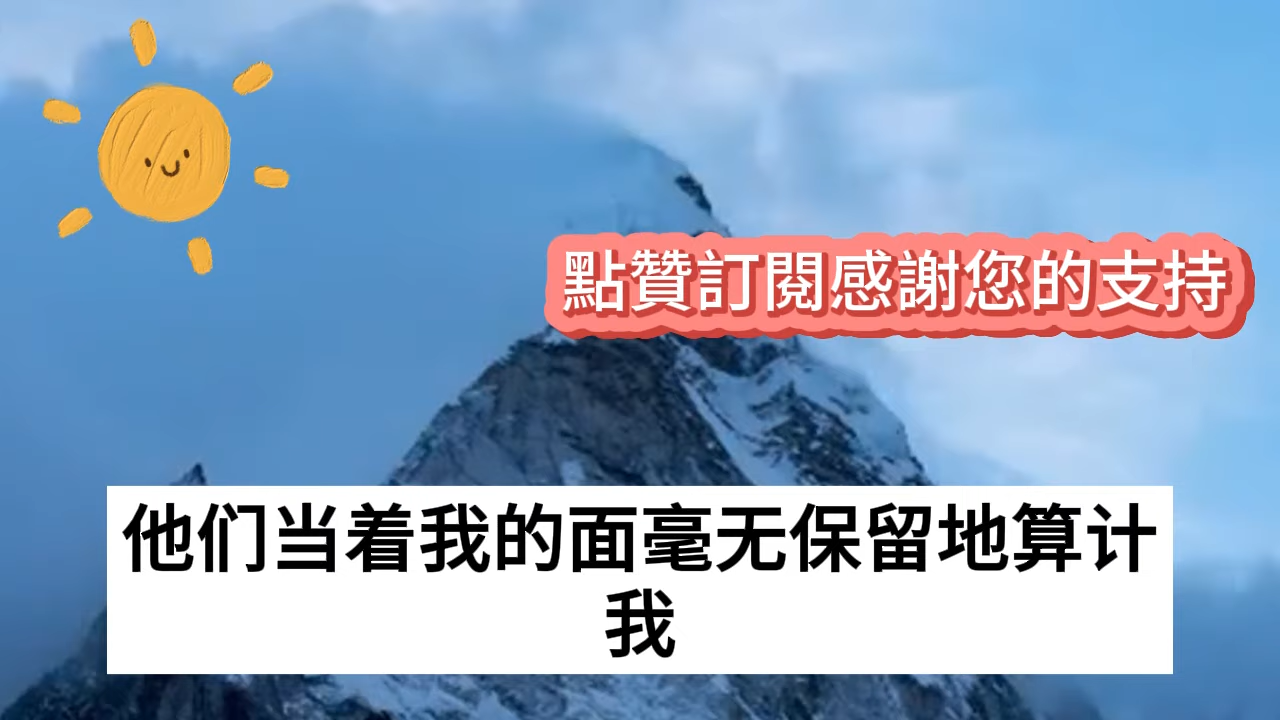 點贊訂閱感謝您的支持
他们当着我的面毫无保留地算计
我